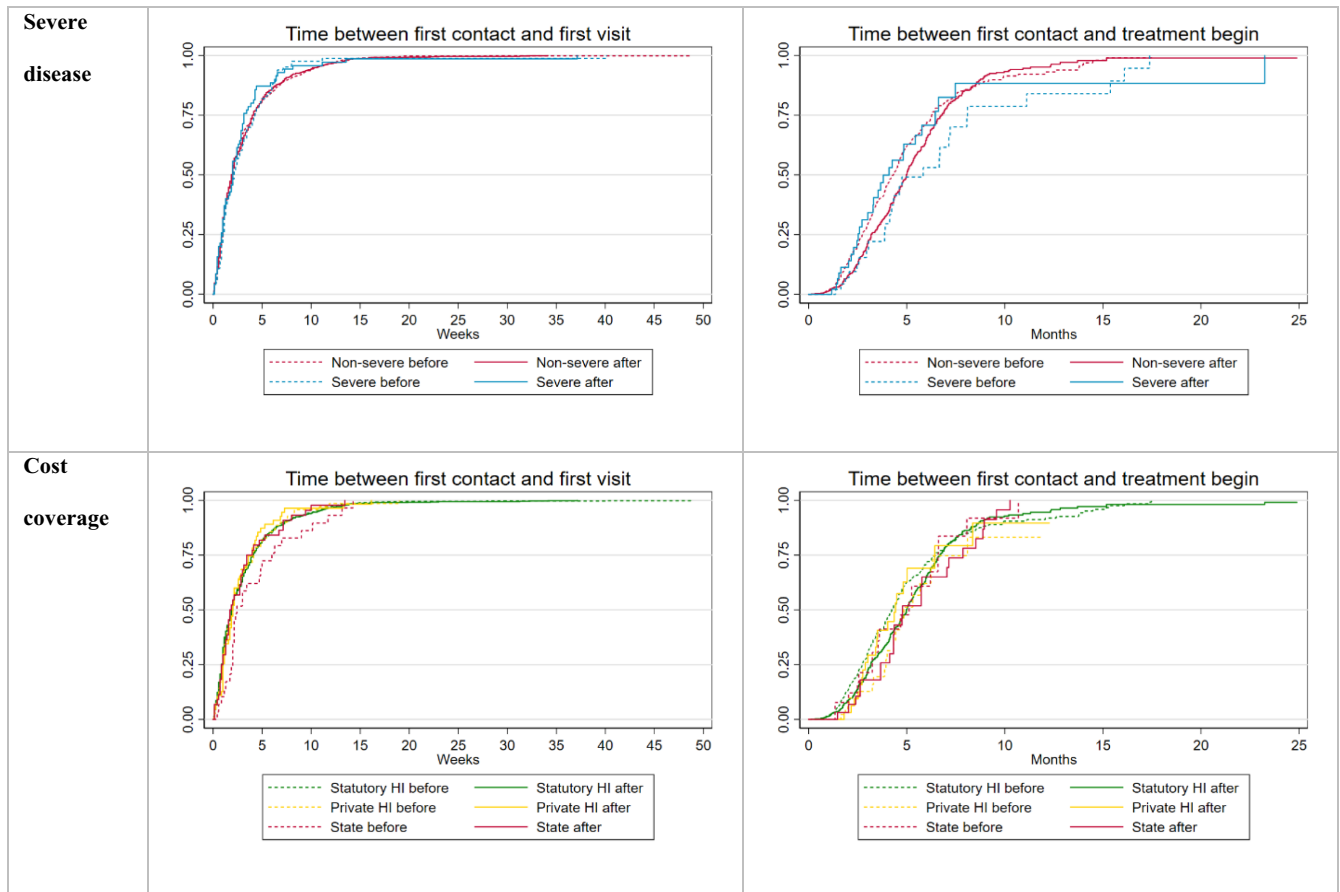 Severe
disease
Time between first contact and first visit
1.00
0.75
0.50
0.25
0.00
0 5 10 15 20 25 30 35 40 45 50
Weeks
Non-severe before Non-severe after
Severe before Severe after
Time between first contact and treatment begin
1.00
0.75
0.50
0.25
0.00
0 5 10 15 20 25
Months
Non-severe before Non-severe after
Severe before Severe after
Cost
coverage
Time between first contact and first visit
1.00
0.75
0.50
0.25
0.00
0 5 10 15 20 25 30 35 40 45 50
Weeks
Statutory HI before Statutory HI after
Private HI before Private HI after
State before State after
Time between first contact and treatment begin
1.00
0.75
0.50
0.25
0.00
0 5 10 15 20 25
Months
Statutory HI before Statutory HI after
Private HI before Private HI after
State before State after